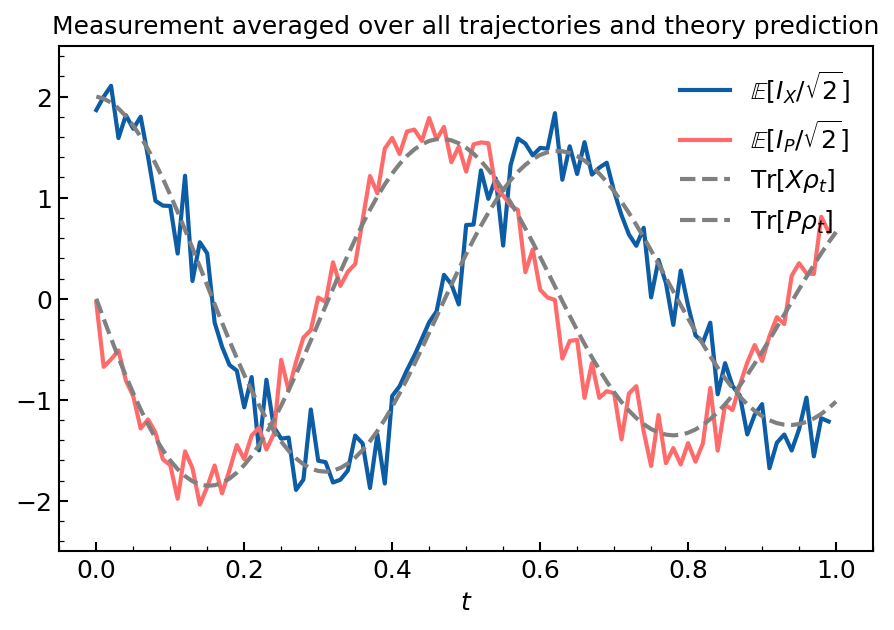 Measurement averaged over all trajectories and theory prediction
𝔼[I_X/√2]
𝔼[I_P/√2]
Tr[Xρ_t]
Tr[Pρ_t]
2
1
0
−1
−2
0.0 0.2 0.4 0.6 0.8 1.0
t